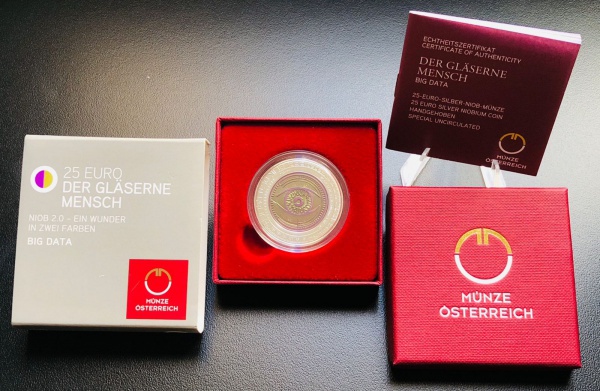 25 EURO
DER GLÄSERNE
MENSCH
NIOB 2.0 – EIN WUNDER
IN ZWEI FARBEN
BIG DATA
MÜNZE
ÖSTERREICH
ECHTHEITSZERTIFIKAT
CERTIFICATE OF AUTHENTICITY
DER GLÄSERNE
MENSCH
BIG DATA
25-EURO-SILBER-NIOB-MÜNZE
25 EURO SILVER NIOBIUM COIN
HANDGEHOBEN
SPECIAL UNCIRCULATED
MÜNZE
ÖSTERREICH
MÜNZE
ÖSTERREICH